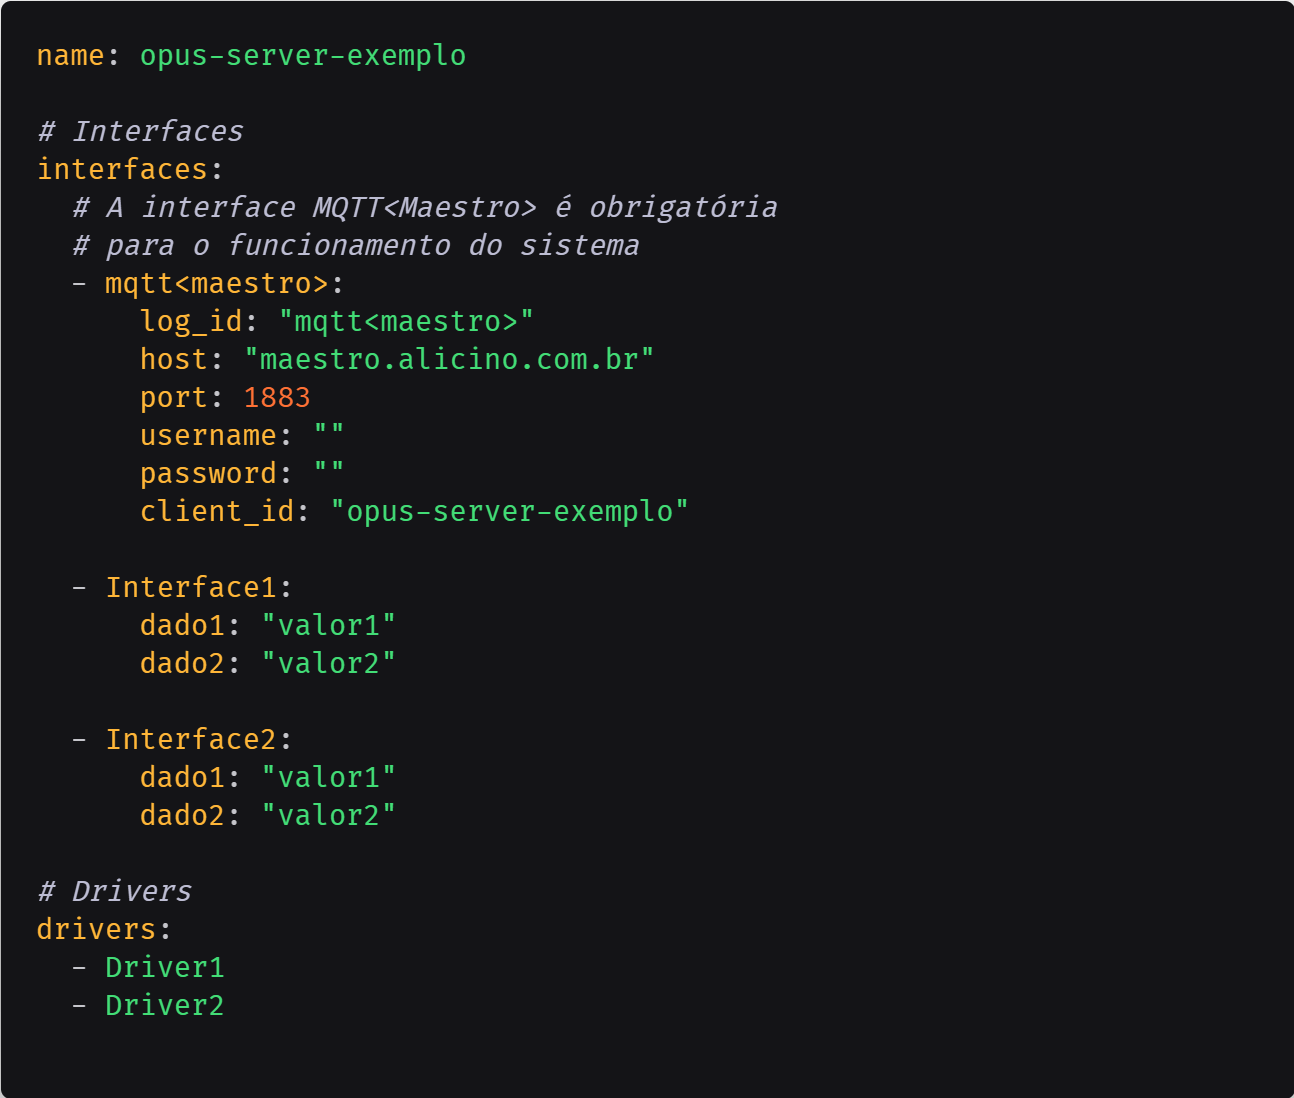 name: opus-server-exemplo
# Interfaces
interfaces:
  # A interface MQTT<Maestro> é obrigatória
  # para o funcionamento do sistema
  - mqtt<maestro>:
      log_id: "mqtt<maestro>"
      host: "maestro.alicino.com.br"
      port: 1883
      username: ""
      password: ""
      client_id: "opus-server-exemplo"
  - Interface1:
      dado1: "valor1"
      dado2: "valor2"
  - Interface2:
      dado1: "valor1"
      dado2: "valor2"
# Drivers
drivers:
  - Driver1
  - Driver2